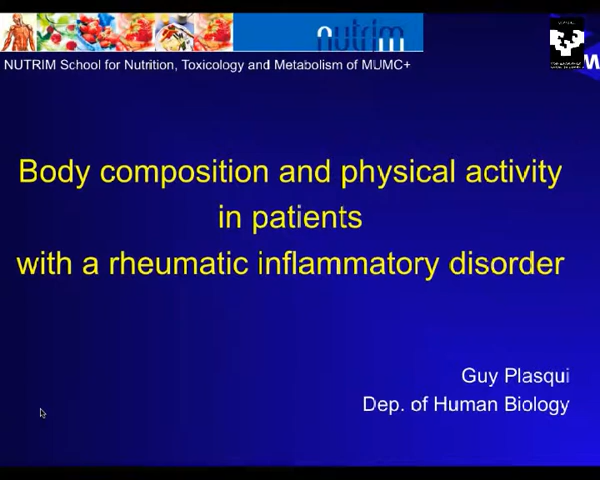 nutrim
NUTRIM School for Nutrition, Toxicology and Metabolism of MUMC+
M
Body composition and physical activity
in patients
with a rheumatic inflammatory disorder
Guy Plasqui
Dep. of Human Biology